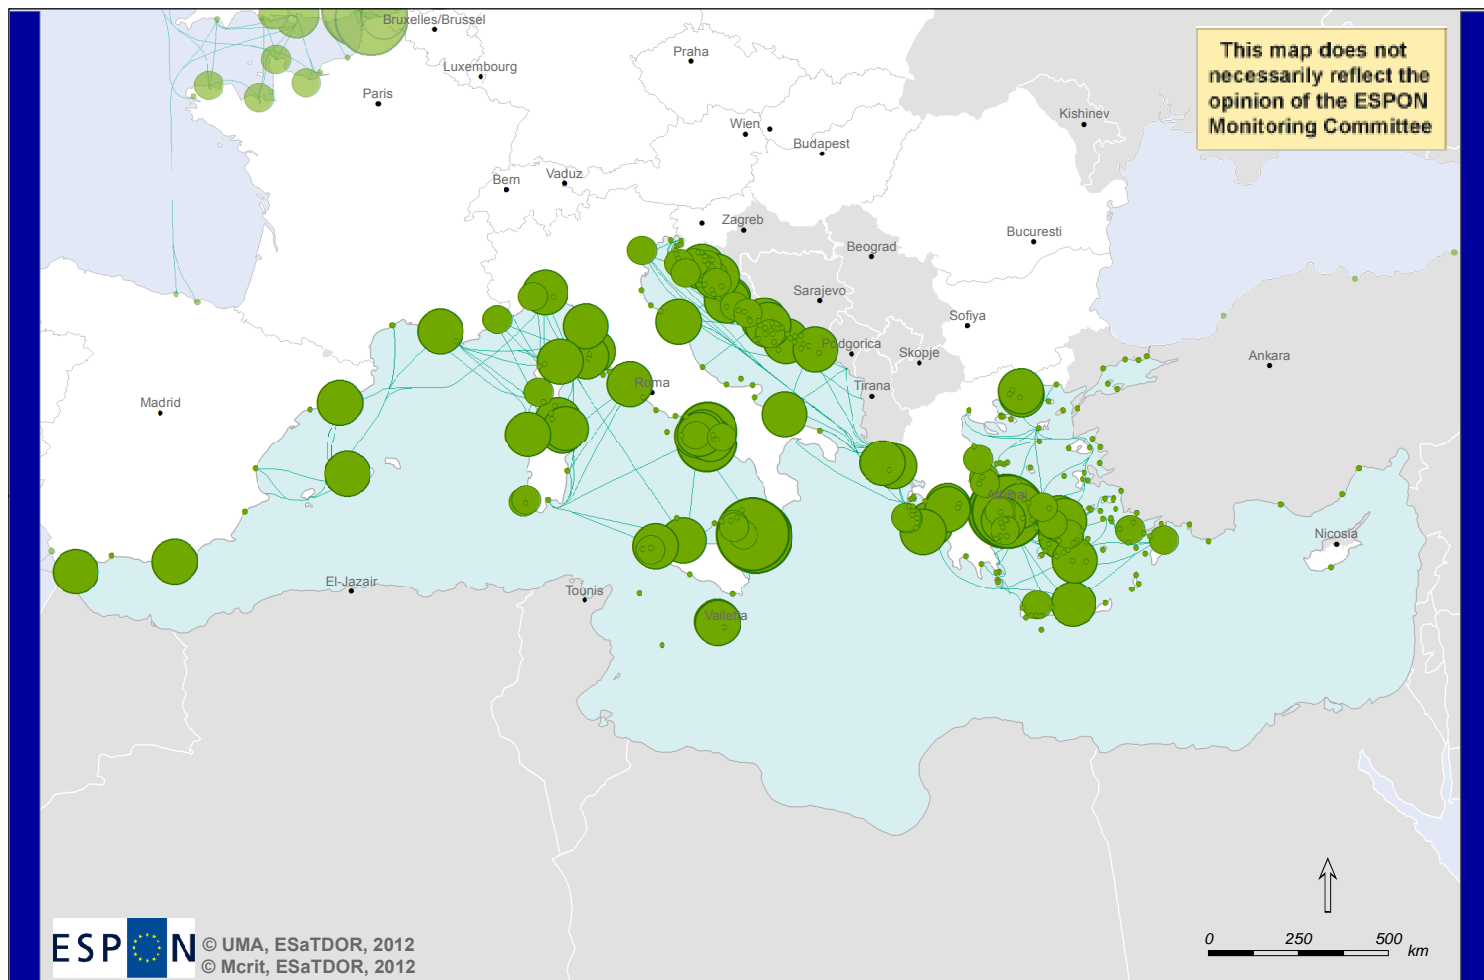 Bruxelles/Brussel
This map does not
necessarily reflect the
opinion of the ESPON
Monitoring Committee
Praha
Luxembourg
Paris
Kishinev
Wien
Budapest
Vaduz
Bern
Zagreb
Bucuresti
Beograd
Sarajevo
Sofiya
Podgorica
Skopje
Ankara
Roma
Tirana
Madrid
Athinai
Nicosia
El-Jazair
Tounis
Valletta
ESPON
© UMA, ESaTDOR, 2012
© Mcrit, ESaTDOR, 2012
0 250 500 km